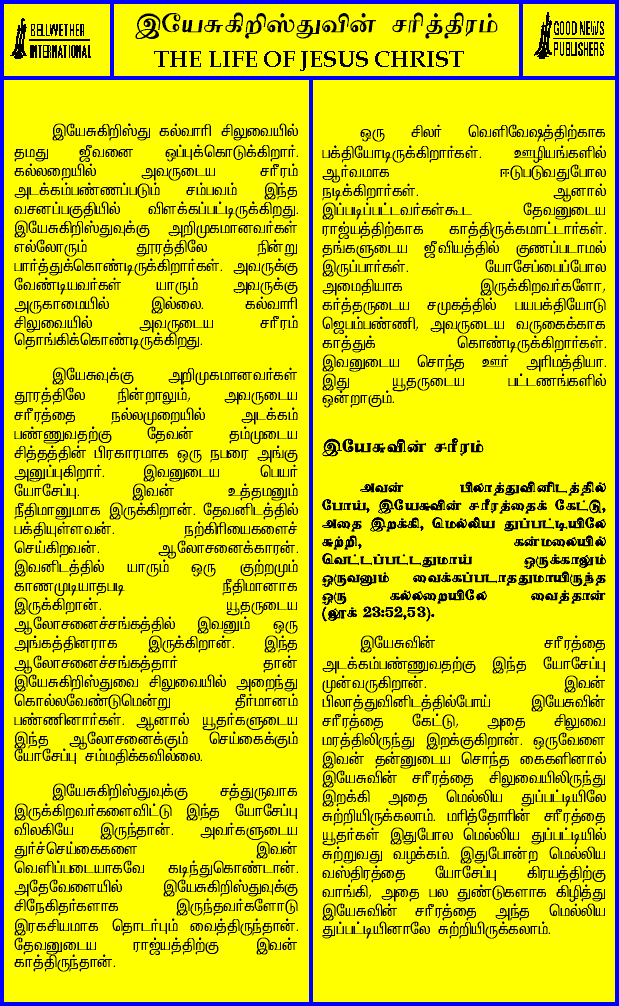 BELLWETHER
INTERNATIONAL
இயேசுகிறிஸ்துவின் சரித்திரம்
THE LIFE OF JESUS CHRIST
GOOD NEWS
PUBLISHERS
இயேசுகிறிஸ்து கல்வாரி சிலுவையில்
தமது ஜீவனை ஒப்புக்கொடுக்கிறார்.
கல்லறையில் அவருடைய சரீரம்
அடக்கம்பண்ணப்படும் சம்பவம் இந்த
வசனப்பகுதியில் விளக்கப்பட்டிருக்கிறது.
இயேசுகிறிஸ்துவுக்கு அறிமுகமானவர்கள்
எல்லோரும் தூரத்திலே நின்று
பார்த்துக்கொண்டிருக்கிறார்கள். அவருக்கு
வேண்டியவர்கள் யாரும் அவருக்கு
அருகாமையில் இல்லை. கல்வாரி
சிலுவையில் அவருடைய சரீரம்
தொங்கிக்கொண்டிருக்கிறது.
இயேசுவுக்கு அறிமுகமானவர்கள்
தூரத்திலே நின்றாலும், அவருடைய
சரீரத்தை நல்லமுறையில் அடக்கம்
பண்ணுவதற்கு தேவன் தம்முடைய
சித்தத்தின் பிரகாரமாக ஒரு நபரை அங்கு
அனுப்புகிறார். இவனுடைய பெயர்
யோசேப்பு. இவன் உத்தமனும்
நீதிமானுமாக இருக்கிறான். தேவனிடத்தில்
பக்தியுள்ளவன். நற்கிரியைகளைச்
செய்கிறவன். ஆலோசனைக்காரன்.
இவனிடத்தில் யாரும் ஒரு குற்றமும்
காணமுடியாதபடி நீதிமானாக
இருக்கிறான். யூதருடைய
ஆலோசனைச்சங்கத்தில் இவனும் ஒரு
அங்கத்தினராக இருக்கிறான். இந்த
ஆலோசனைச்சங்கத்தார் தான்
இயேசுகிறிஸ்துவை சிலுவையில் அறைந்து
கொல்லவேண்டுமென்று தீர்மானம்
பண்ணினார்கள். ஆனால் யூதர்களுடைய
இந்த ஆலோசனைக்கும் செய்கைக்கும்
யோசேப்பு சம்மதிக்கவில்லை.
இயேசுகிறிஸ்துவுக்கு சத்துருவாக
இருக்கிறவர்களைவிட்டு இந்த யோசேப்பு
விலகியே இருந்தான். அவர்களுடைய
துர்ச்செய்கைகளை இவன்
வெளிப்படையாகவே கடிந்துகொண்டான்.
அதேவேளையில் இயேசுகிறிஸ்துவுக்கு
சிநேகிதர்களாக இருந்தவர்களோடு
இரகசியமாக தொடர்பும் வைத்திருந்தான்.
தேவனுடைய ராஜ்யத்திற்கு இவன்
காத்திருந்தான்.
ஒரு சிலர் வெளிவேஷத்திற்காக
பக்தியோடிருக்கிறார்கள். ஊழியங்களில்
ஆர்வமாக ஈடுபடுவதுபோல
நடிக்கிறார்கள். ஆனால்
இப்படிப்பட்டவர்கள்கூட தேவனுடைய
ராஜ்யத்திற்காக காத்திருக்கமாட்டார்கள்.
தங்களுடைய ஜீவியத்தில் குணப்படாமல்
இருப்பார்கள். யோசேப்பைப்போல
அமைதியாக இருக்கிறவர்களோ,
கர்த்தருடைய சமுகத்தில் பயபக்தியோடு
ஜெபம்பண்ணி, அவருடைய வருகைக்காக
காத்துக் கொண்டிருக்கிறார்கள்.
இவனுடைய சொந்த ஊர் அரிமத்தியா.
இது யூதருடைய பட்டணங்களில்
ஒன்றாகும்.
இயேசுவின் சரீரம்
அவன் பிலாத்துவினிடத்தில்
போய், இயேசுவின் சரீரத்தைக் கேட்டு,
அதை இறக்கி, மெல்லிய துப்பட்டியிலே
சுற்றி, கன்மலையில்
வெட்டப்பட்டதுமாய் ஒருக்காலும்
ஒருவனும் வைக்கப்படாததுமாயிருந்த
ஒரு கல்லறையிலே வைத்தான்
(லூக் 23:52,53).
இயேசுவின் சரீரத்தை
அடக்கம்பண்ணுவதற்கு இந்த யோசேப்பு
முன்வருகிறான். இவன்
பிலாத்துவினிடத்தில்போய் இயேசுவின்
சரீரத்தை கேட்டு, அதை சிலுவை
மரத்திலிருந்து இறக்குகிறான். ஒருவேளை
இவன் தன்னுடைய சொந்த கைகளினால்
இயேசுவின் சரீரத்தை சிலுவையிலிருந்து
இறக்கி அதை மெல்லிய துப்பட்டியிலே
சுற்றியிருக்கலாம். மரித்தோரின் சரீரத்தை
யூதர்கள் இதுபோல மெல்லிய துப்பட்டியில்
சுற்றுவது வழக்கம். இதுபோன்ற மெல்லிய
வஸ்திரத்தை யோசேப்பு கிரயத்திற்கு
வாங்கி, அதை பல துண்டுகளாக கிழித்து
இயேசுவின் சரீரத்தை அந்த மெல்லிய
துப்பட்டியினாலே சுற்றியிருக்கலாம்.